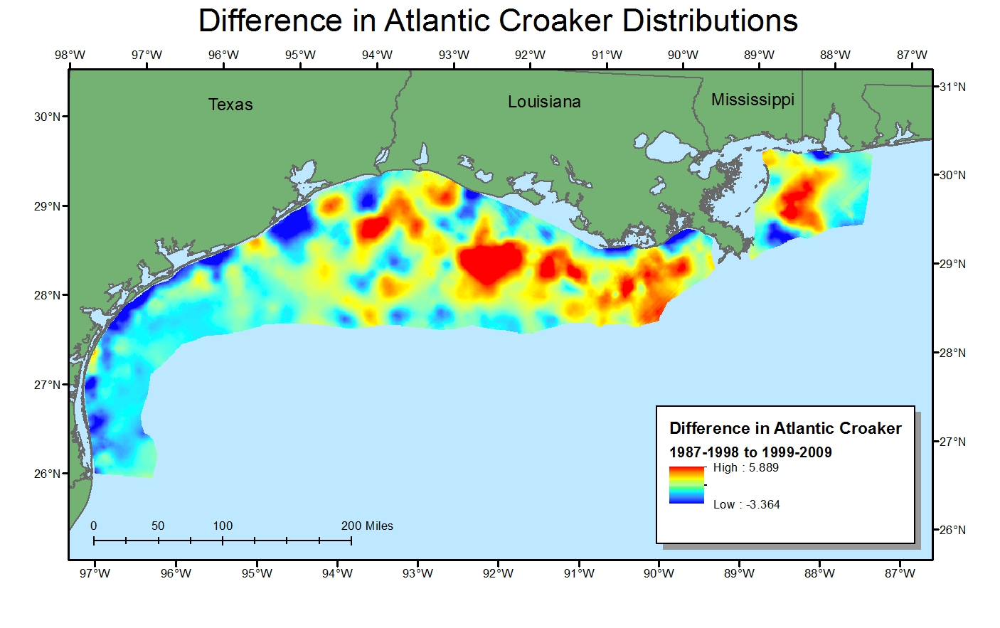 Difference in Atlantic Croaker Distributions
98°W 97°W 96°W 95°W 94°W 93°W 92°W 91°W 90°W 89°W 88°W 87°W
31°N
Texas Louisiana Mississippi
30°N
30°N
29°N
29°N
28°N
28°N
27°N
27°N
26°N
26°N
Difference in Atlantic Croaker
1987-1998 to 1999-2009
High : 5.889
Low : -3.364
0 50 100 200 Miles
97°W 96°W 95°W 94°W 93°W 92°W 91°W 90°W 89°W 88°W 87°W